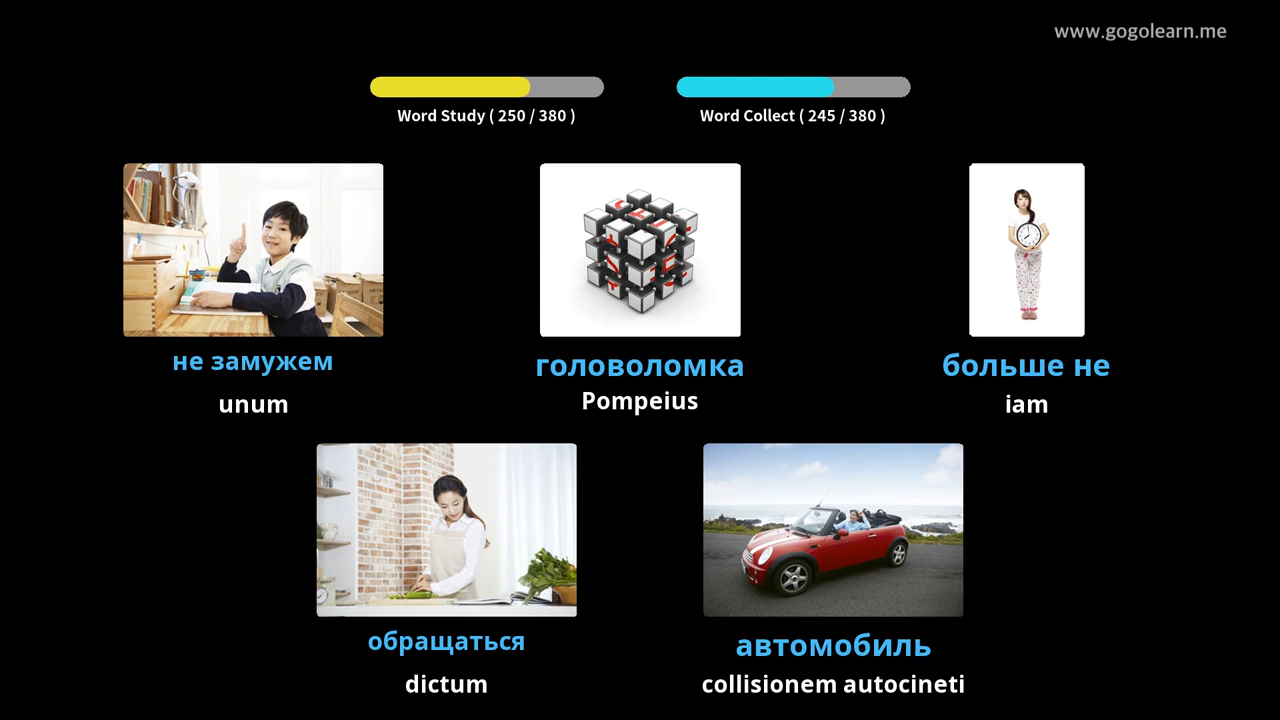 www.gogolearn.me
Word Study ( 250 / 380 )
Word Collect ( 245 / 380 )
не замужем
unum
головоломка
Pompeius
больше не
iam
обращаться
dictum
автомобиль
collisionem autocineti